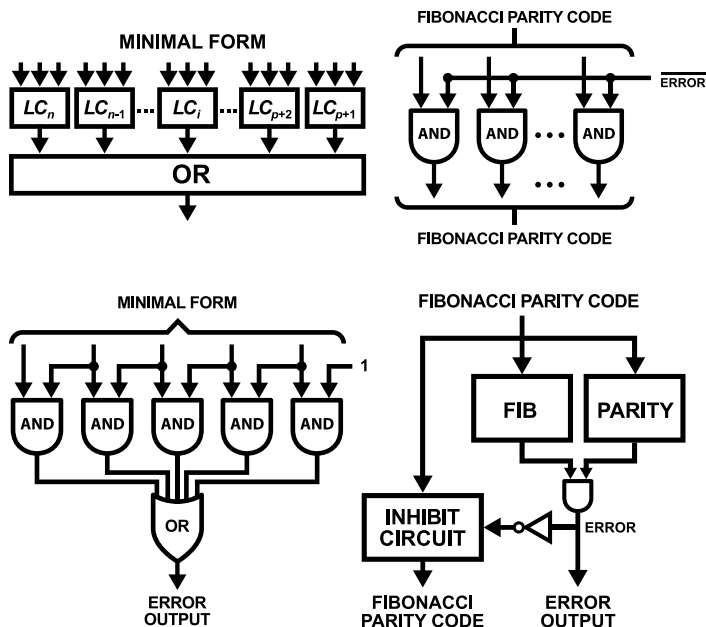 MINIMAL FORM
LCn LCn-1 LCi LCp+2 LCp+1
OR
FIBONACCI PARITY CODE
ERROR
AND AND AND
FIBONACCI PARITY CODE
MINIMAL FORM
1
AND AND AND AND AND
OR
ERROR
OUTPUT
FIBONACCI PARITY CODE
FIB PARITY
INHIBIT
CIRCUIT
ERROR
FIBONACCI
PARITY CODE
ERROR
OUTPUT